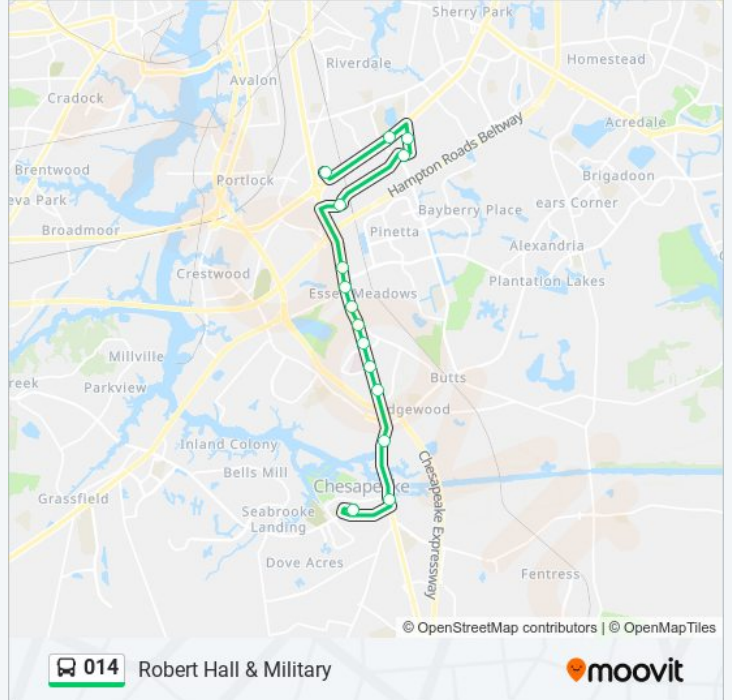 Sherry Park
Riverdale
Homestead
Avalon
Cradock
Acredale
Hampton Roads Beltway
Brentwood
Portlock
Brigadoon
eva Park
ears Corner
Bayberry Place
Broadmoor
Pinetta
Alexandria
Crestwood
Plantation Lakes
Essex Meadows
Millville
reek
Parkview
Butts
dgewood
Inland Colony
Bells Mill
Chesapeake
Chesapeake Expressway
Grassfield
Seabrooke
Landing
Dove Acres
Fentress
© OpenStreetMap contributors | © OpenMapTiles
014 Robert Hall & Military
moovit